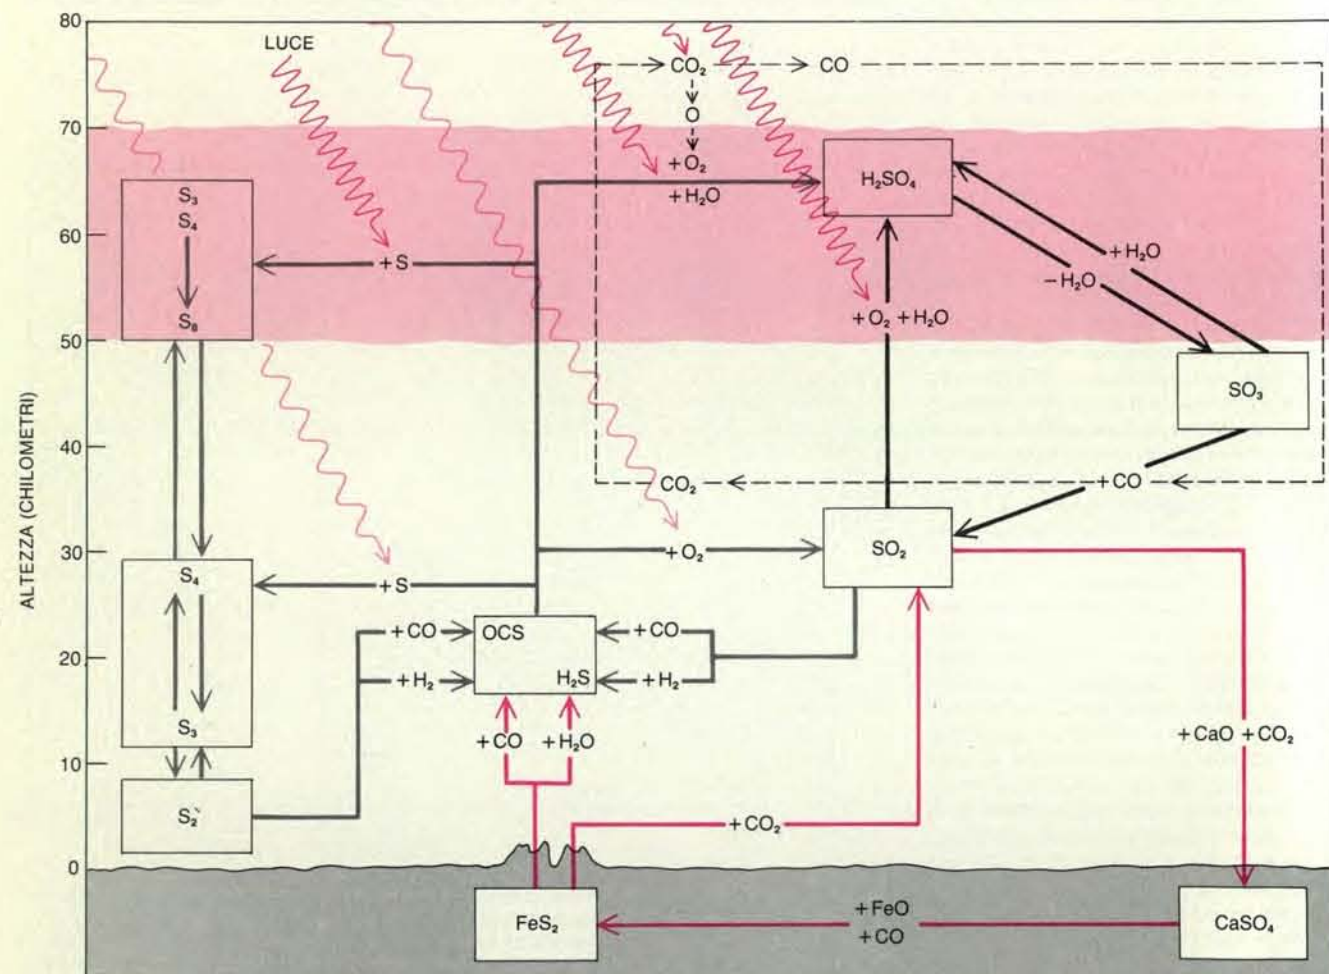 80
LUCE
CO₂
CO
O
70
+ O₂
+ H₂O
H₂SO₄
S₃
S₄
S₈
60
+ S
+ H₂O
− H₂O
+ O₂ + H₂O
50
SO₃
ALTEZZA (CHILOMETRI)
40
CO₂
+ CO
30
+ O₂
SO₂
S₄
+ S
+ CO
OCS
+ CO
20
+ H₂
H₂S
+ H₂
S₃
+ CO
+ H₂O
+ CaO + CO₂
10
S₂
+ CO₂
0
FeS₂
+ FeO
+ CO
CaSO₄